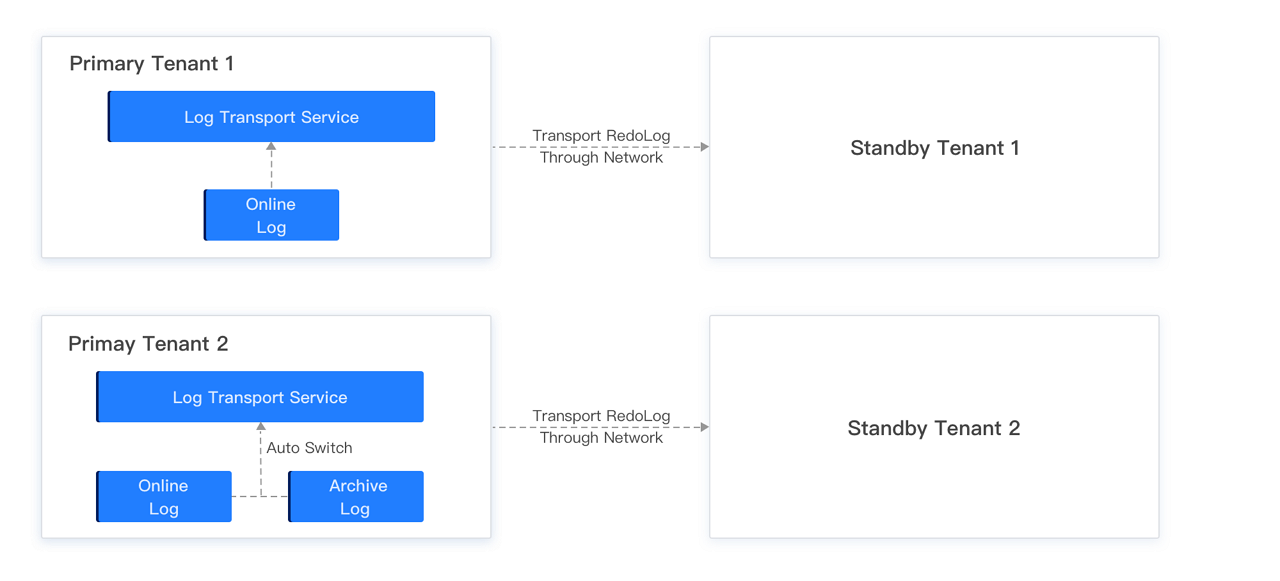 Primary Tenant 1
Log Transport Service
Online
Log
Transport RedoLog
Through Network
Standby Tenant 1
Primay Tenant 2
Log Transport Service
Auto Switch
Online
Log
Archive
Log
Transport RedoLog
Through Network
Standby Tenant 2